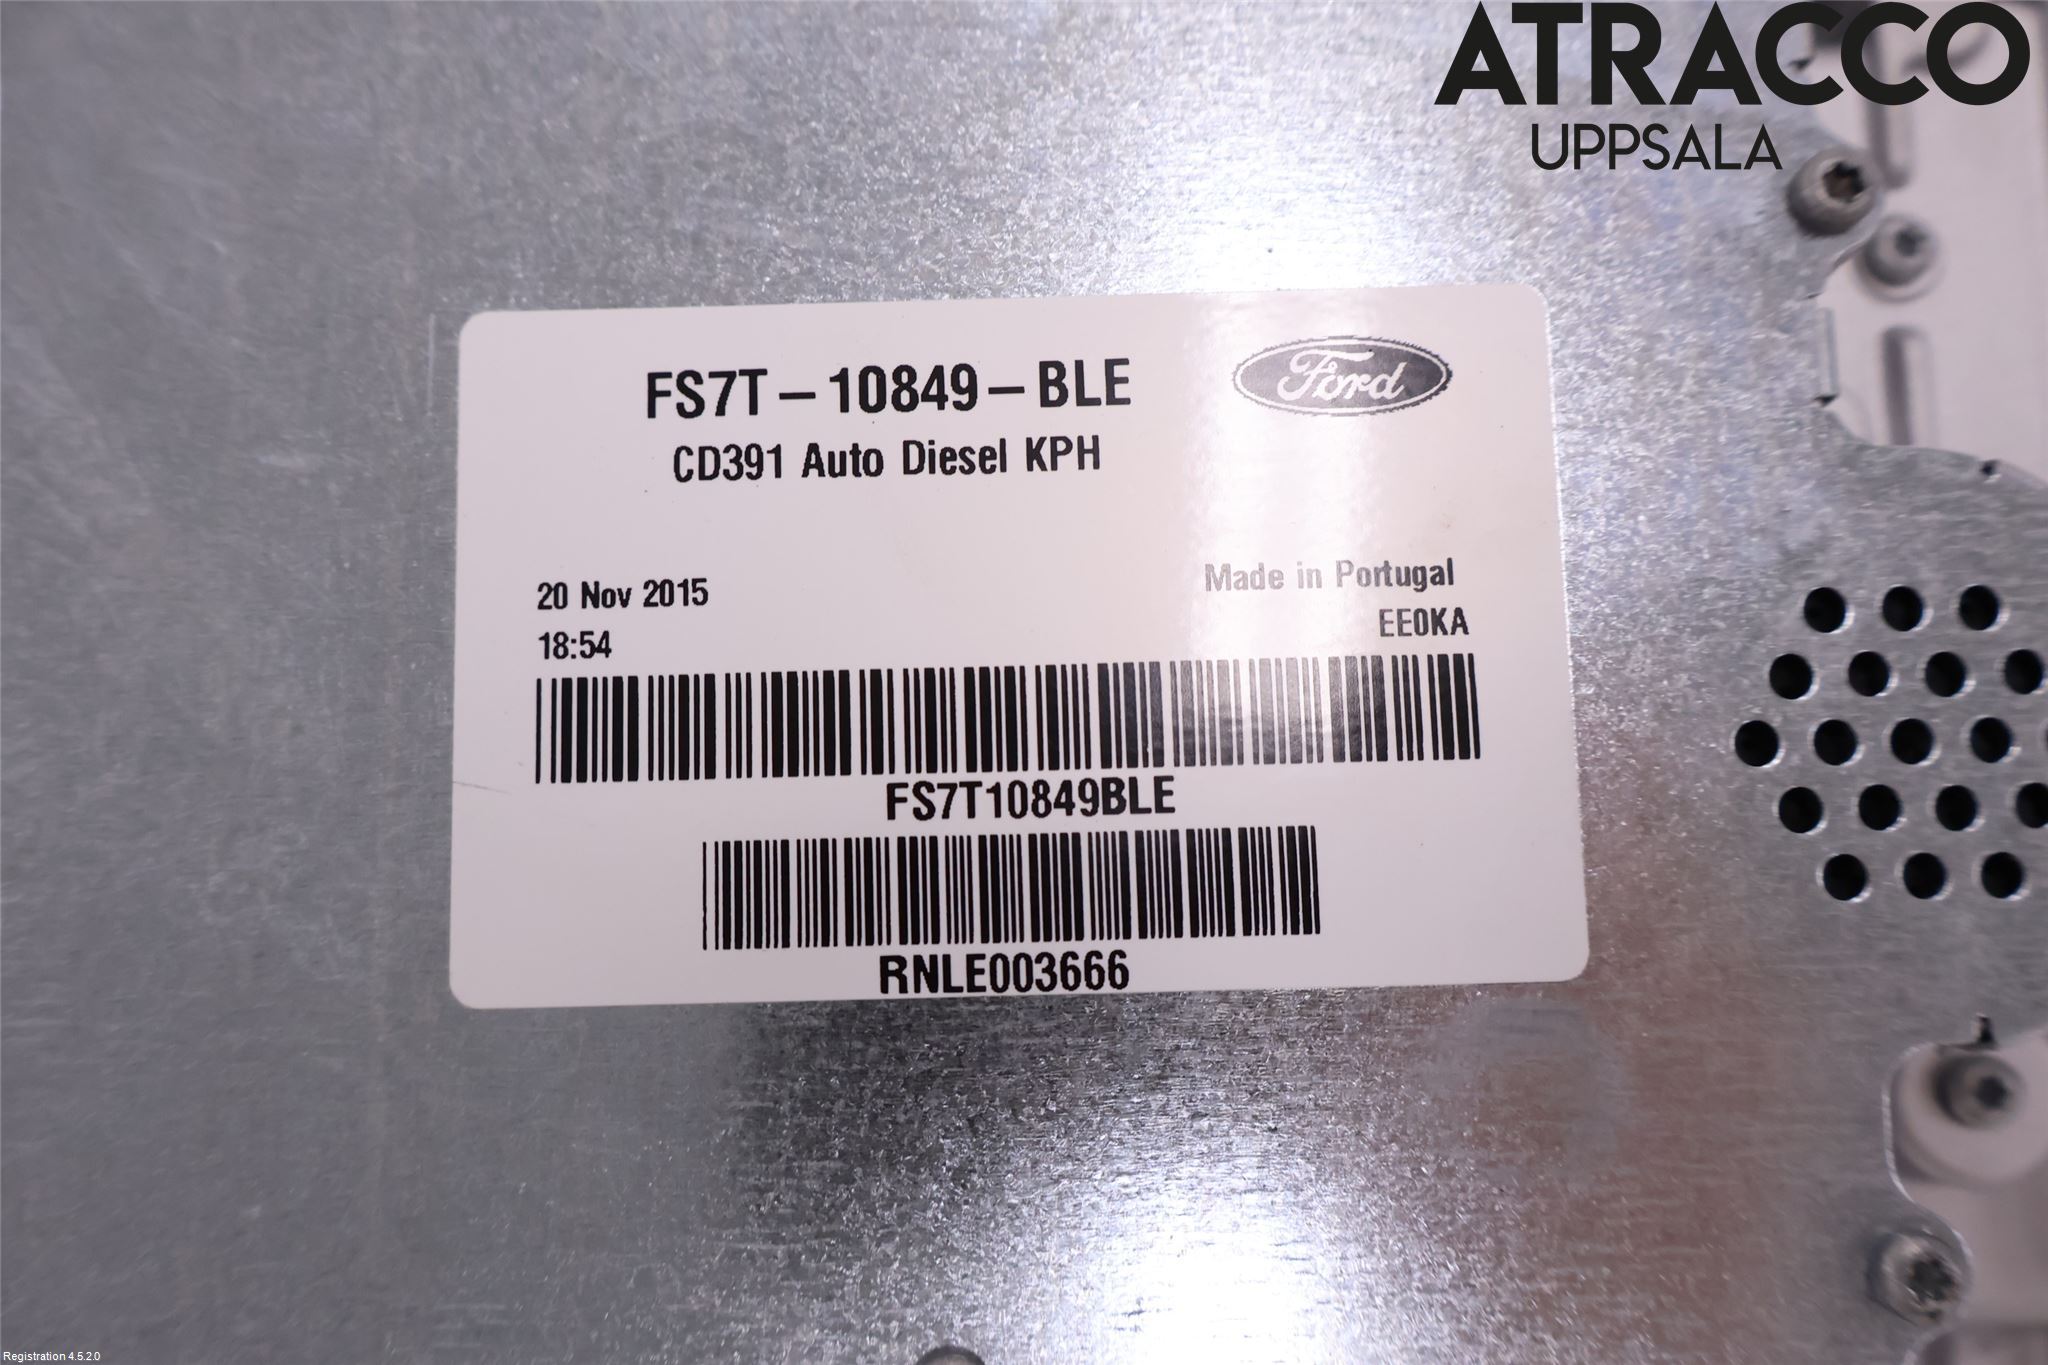 ATRACCO
UPPSALA
FS7T-10849-BLE
Ford
CD391 Auto Diesel KPH
20 Nov 2015
Made in Portugal
18:54
EE0KA
FS7T10849BLE
RNLE003666
Registration 4.5.2.0